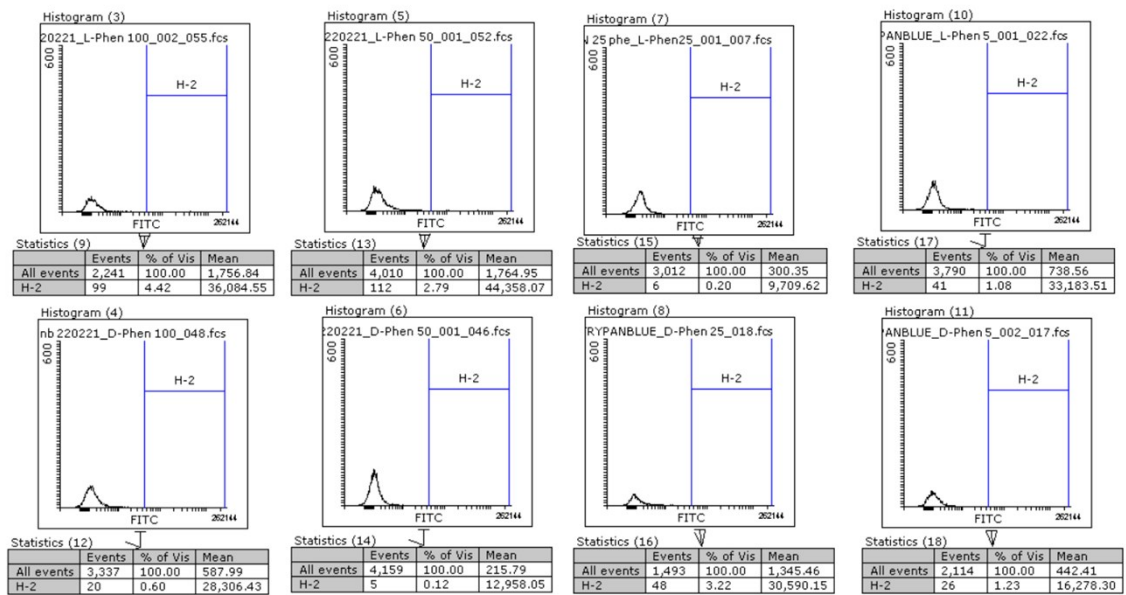 Histogram (3)
20221_L-Phen 100_002_055.fcs
600
H-2
FITC
262144
Statistics (9)
Events % of Vis Mean
All events 2,241 100.00 1,756.84
H-2 99 4.42 36,084.55
Histogram (5)
220221_L-Phen 50_001_052.fcs
600
H-2
FITC
262144
Statistics (13)
Events % of Vis Mean
All events 4,010 100.00 1,764.95
H-2 112 2.79 44,358.07
Histogram (7)
25 phe_L-Phen25_001_007.fcs
600
H-2
FITC
262144
Statistics (15)
Events % of Vis Mean
All events 3,012 100.00 300.35
H-2 6 0.20 9,709.62
Histogram (10)
PANBLUE_L-Phen 5_001_022.fcs
600
H-2
FITC
262144
Statistics (17)
Events % of Vis Mean
All events 3,790 100.00 738.56
H-2 41 1.08 33,183.51
Histogram (4)
nb 220221_D-Phen 100_048.fcs
600
H-2
FITC
262144
Statistics (12)
Events % of Vis Mean
All events 3,337 100.00 587.99
H-2 20 0.60 28,306.43
Histogram (6)
220221_D-Phen 50_001_046.fcs
600
H-2
FITC
262144
Statistics (14)
Events % of Vis Mean
All events 4,159 100.00 215.79
H-2 5 0.12 12,958.05
Histogram (8)
RYPANBLUE_D-Phen 25_018.fcs
600
H-2
FITC
262144
Statistics (16)
Events % of Vis Mean
All events 1,493 100.00 1,345.46
H-2 48 3.22 30,590.15
Histogram (11)
ANBLUE_D-Phen 5_002_017.fcs
600
H-2
FITC
262144
Statistics (18)
Events % of Vis Mean
All events 2,114 100.00 442.41
H-2 26 1.23 16,278.30